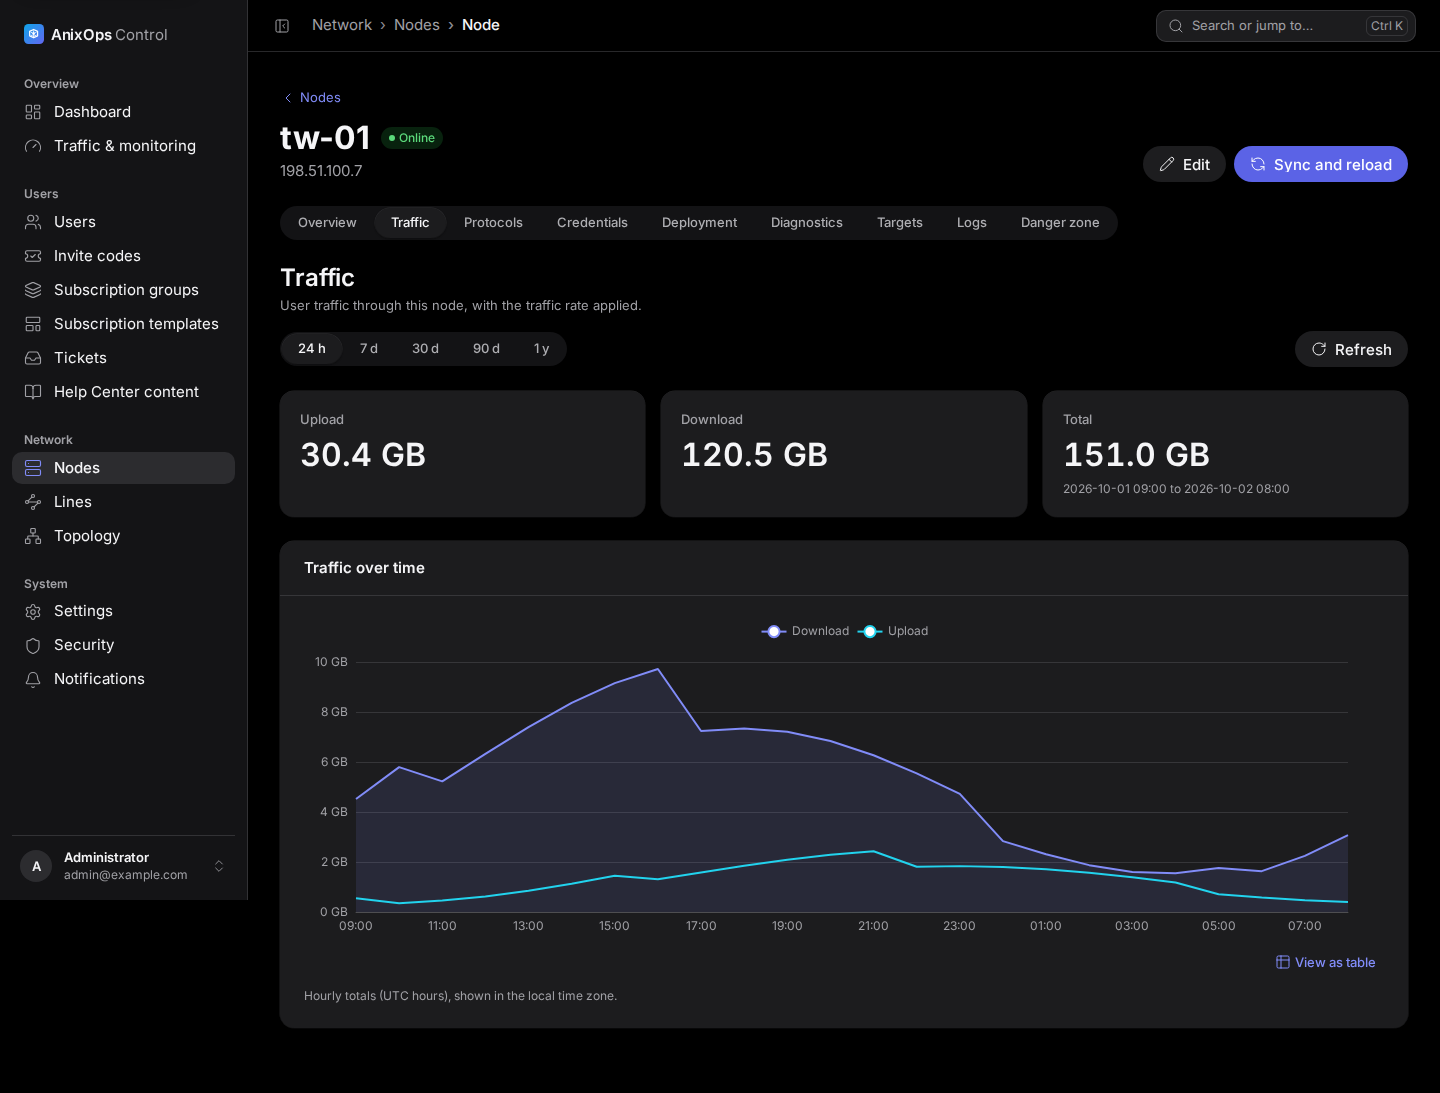 AnixOps Control
Overview
Dashboard
Traffic & monitoring
Users
Users
Invite codes
Subscription groups
Subscription templates
Tickets
Help Center content
Network
Nodes
Lines
Topology
System
Settings
Security
Notifications
A
Administrator
admin@example.com
Network › Nodes › Node
Search or jump to...
Ctrl K
Nodes
tw-01
Online
198.51.100.7
Edit
Sync and reload
Overview
Traffic
Protocols
Credentials
Deployment
Diagnostics
Targets
Logs
Danger zone
Traffic
User traffic through this node, with the traffic rate applied.
24 h
7 d
30 d
90 d
1 y
Refresh
Upload
30.4 GB
Download
120.5 GB
Total
151.0 GB
2026-10-01 09:00 to 2026-10-02 08:00
Traffic over time
Download
Upload
10 GB
8 GB
6 GB
4 GB
2 GB
0 GB
09:00
11:00
13:00
15:00
17:00
19:00
21:00
23:00
01:00
03:00
05:00
07:00
View as table
Hourly totals (UTC hours), shown in the local time zone.